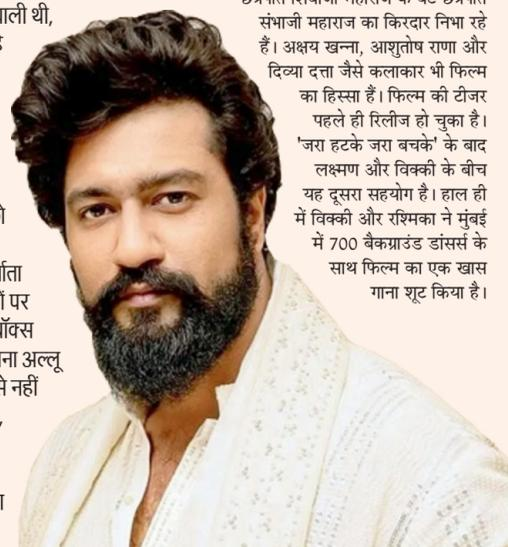 संभाजी महाराज का किरदार निभा रहे
हैं। अक्षय खन्ना, आशुतोष राणा और
दिव्या दत्ता जैसे कलाकार भी फिल्म
का हिस्सा हैं। फिल्म की टीजर
पहले ही रिलीज हो चुका है।
'जरा हटके जरा बचके' के बाद
लक्ष्मण और विक्की के बीच
यह दूसरा सहयोग है। हाल ही
में विक्की और रश्मिका ने मुंबई
में 700 बैकग्राउंड डांसर्स के
साथ फिल्म का एक खास
गाना शूट किया है।
वाली थी,
पर
ना अल्लू
से नहीं